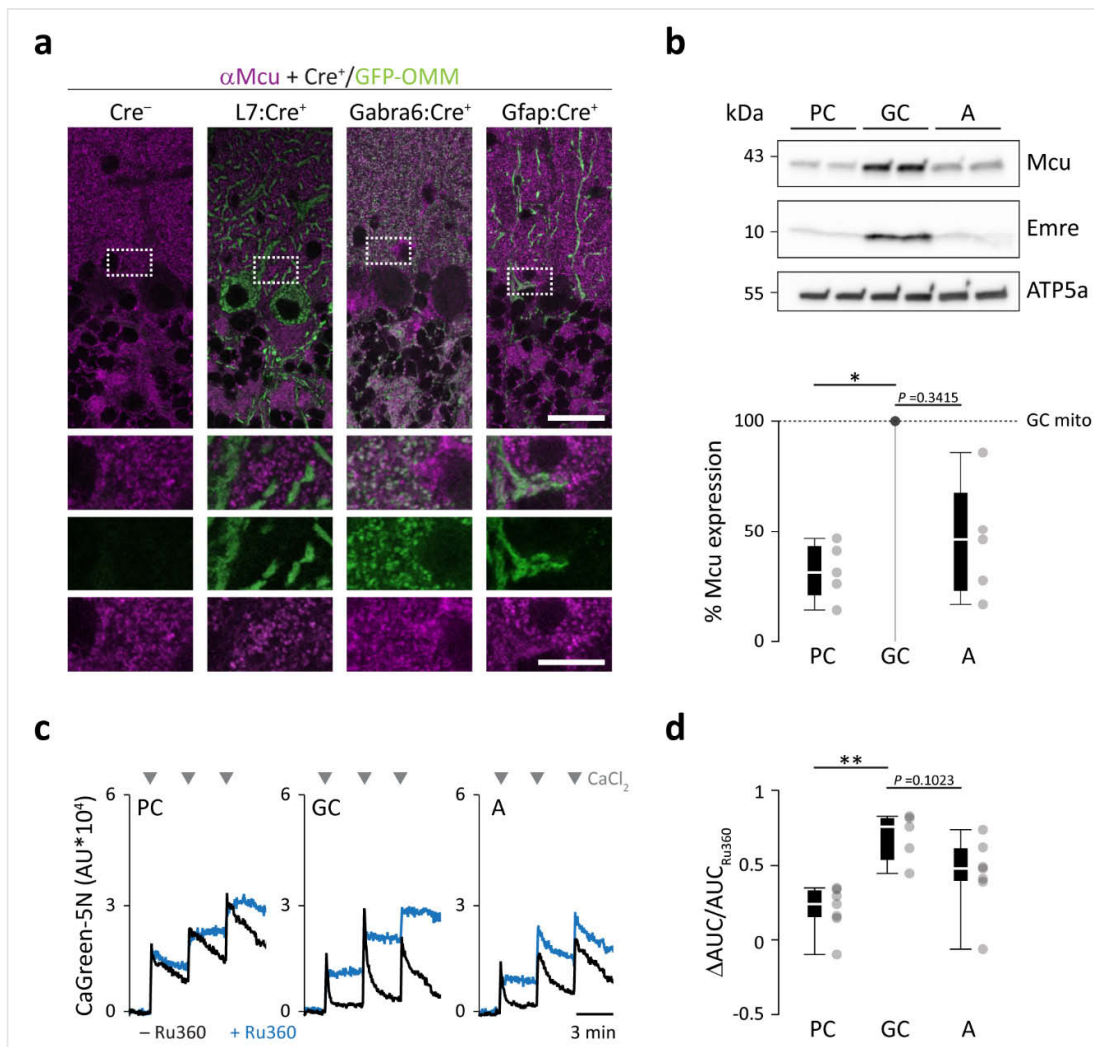 a
αMcu + Cre⁺/GFP-OMM
Cre⁻ L7:Cre⁺ Gabra6:Cre⁺ Gfap:Cre⁺
b
kDa PC GC A
43 Mcu
10 Emre
55 ATP5a
*
P =0.3415
100 GC mito
50
0
% Mcu expression
PC GC A
c
CaCl₂
6 PC 6 GC 6 A
3 3 3
0 0 0
CaGreen-5N (AU*10⁴)
– Ru360 + Ru360 3 min
d
**
P =0.1023
1
0.5
0
-0.5
ΔAUC/AUC_Ru360
PC GC A